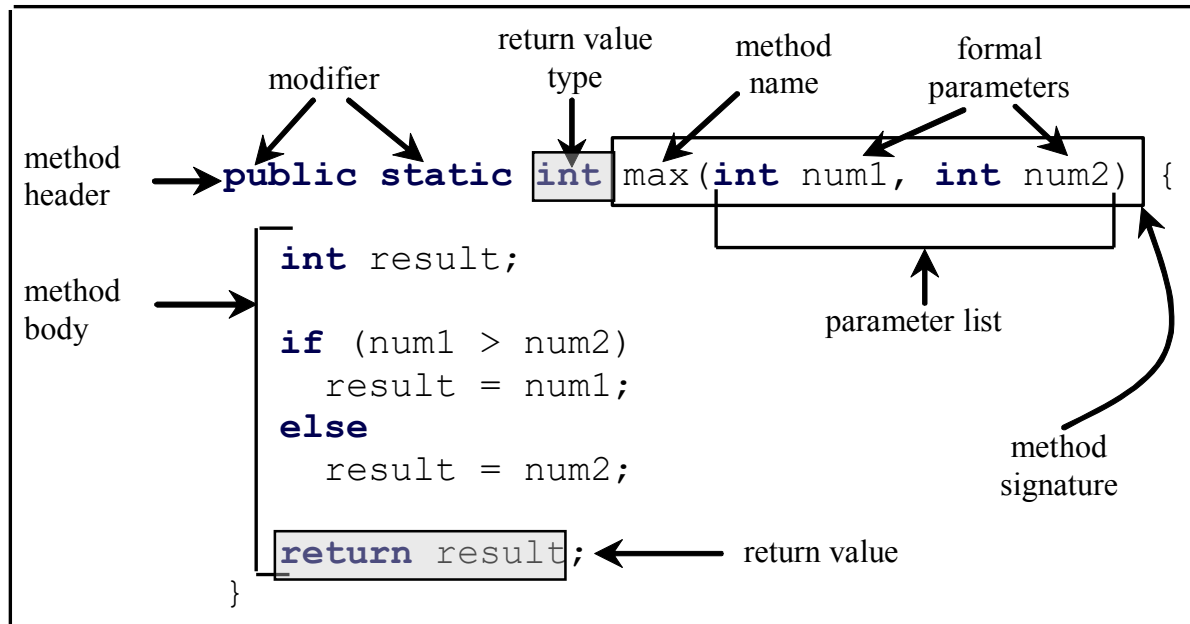 return value
type
method
name
formal
parameters
modifier
method
header
public static int max(int num1, int num2) {
int result;
method
body
parameter list
if (num1 > num2)
result = num1;
else
result = num2;
method
signature
return result;
return value
}